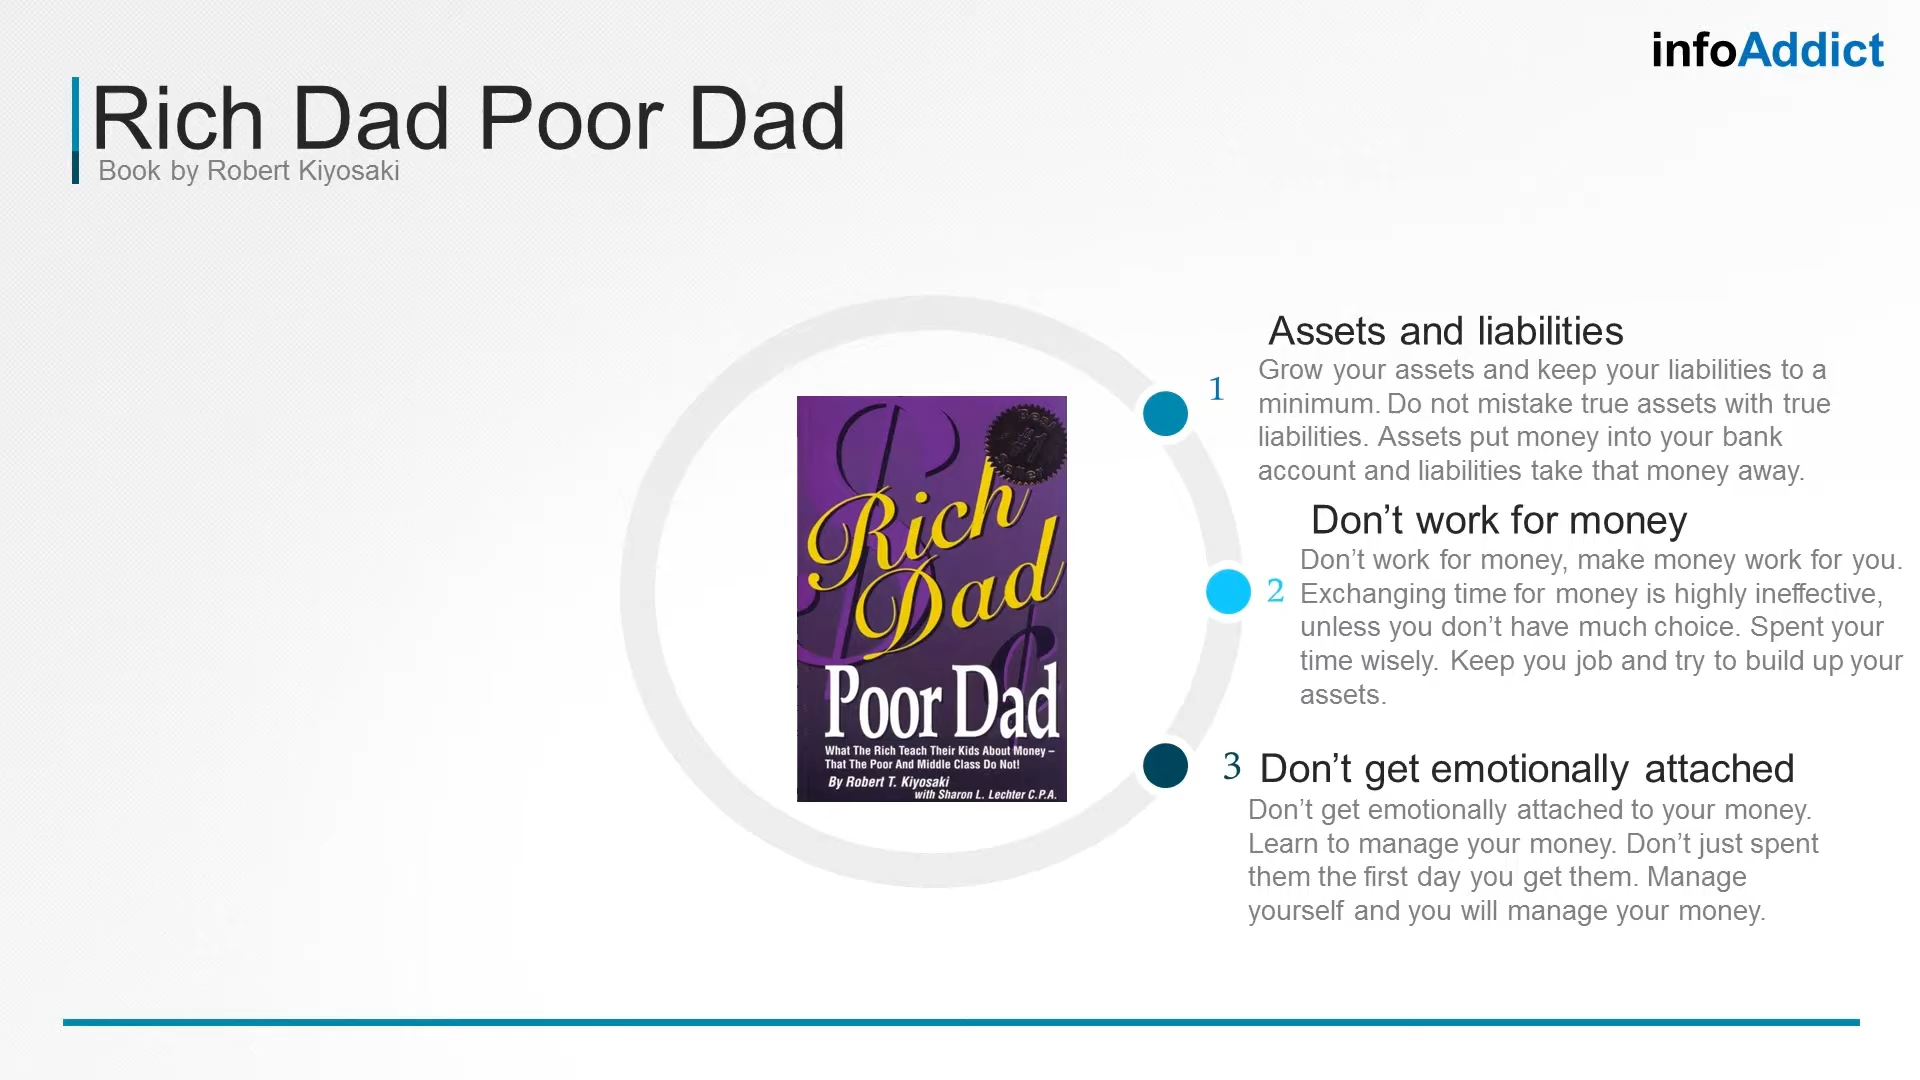 infoAddict
Rich Dad Poor Dad
Book by Robert Kiyosaki
Best
#1
Seller
Rich
Dad
Poor Dad
What The Rich Teach Their Kids About Money –
That The Poor And Middle Class Do Not!
By Robert T. Kiyosaki
with Sharon L. Lechter C.P.A.
Assets and liabilities
1
Grow your assets and keep your liabilities to a
minimum. Do not mistake true assets with true
liabilities. Assets put money into your bank
account and liabilities take that money away.
Don’t work for money
2
Don’t work for money, make money work for you.
Exchanging time for money is highly ineffective,
unless you don’t have much choice. Spent your
time wisely. Keep you job and try to build up your
assets.
3 Don’t get emotionally attached
Don’t get emotionally attached to your money.
Learn to manage your money. Don’t just spent
them the first day you get them. Manage
yourself and you will manage your money.